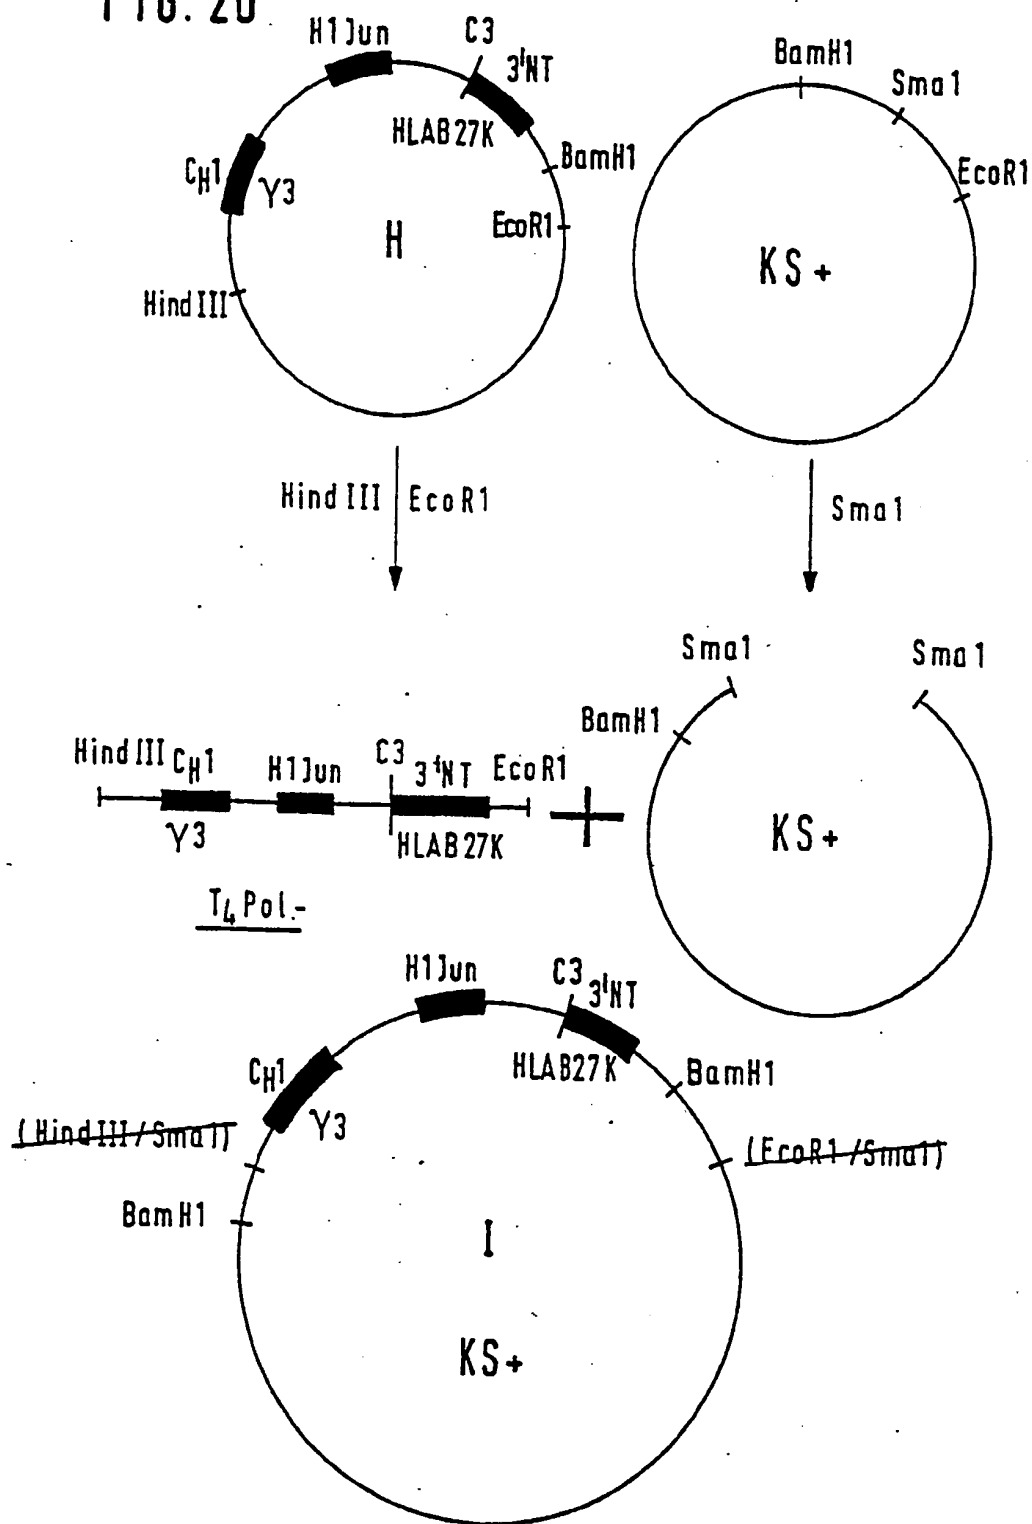 FIG. 20
H1Jun
C3
3'NT
HLAB27K
BamH1
EcoR1
CH1
γ3
H
HindIII
BamH1
Sma1
EcoR1
KS+
HindIII
EcoR1
Sma1
HindIII
CH1
H1Jun
C3
3'NT
EcoR1
γ3
HLAB27K
+
Sma1
Sma1
BamH1
KS+
T4 Pol.-
H1Jun
C3
3'NT
HLAB27K
BamH1
CH1
γ3
(HindIII/Sma1)
(EcoR1/Sma1)
BamH1
I
KS+